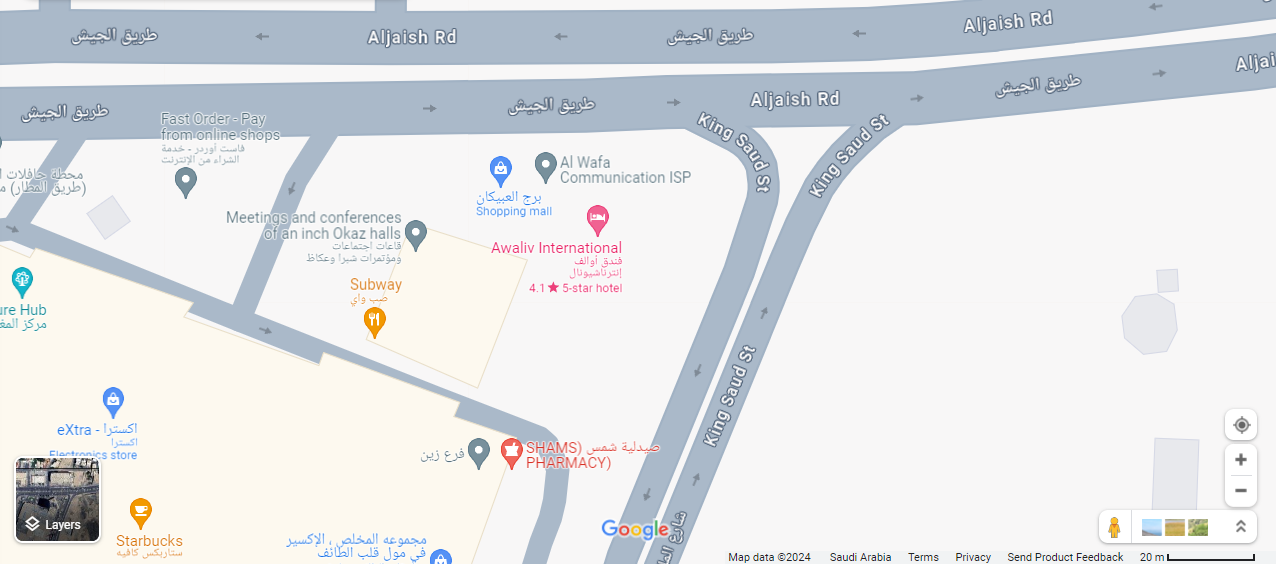 Aljaish Rd
طريق الجيش
Aljaish Rd
طريق الجيش
طريق الجيش
Aljaish Rd
طريق الجيش
طريق الجيش
Fast Order - Pay
from online shops
فاست أوردر - خدمة
الشراء من الإنترنت
King Saud St
King Saud St
محطة حافلات
(طريق المطار)
Al Wafa
Communication ISP
برج العبيكان
Shopping mall
Meetings and conferences
of an inch Okaz halls
قاعات اجتماعات
ومؤتمرات شبرا وعكاظ
Awaliv International
فندق أوالف
إنترناشيونال
4.1★ 5-star hotel
Subway
صب واي
Hub
مركز
King Saud St
eXtra - اكسترا
اكسترا
Electronics store
فرع زين
صيدلية شمس (SHAMS
PHARMACY)
Layers
Starbucks
ستاربكس كافيه
مجموعه المخلص ، الإكسير
في مول قلب الطائف
Google
شارع
Map data ©2024
Saudi Arabia
Terms
Privacy
Send Product Feedback
20 m